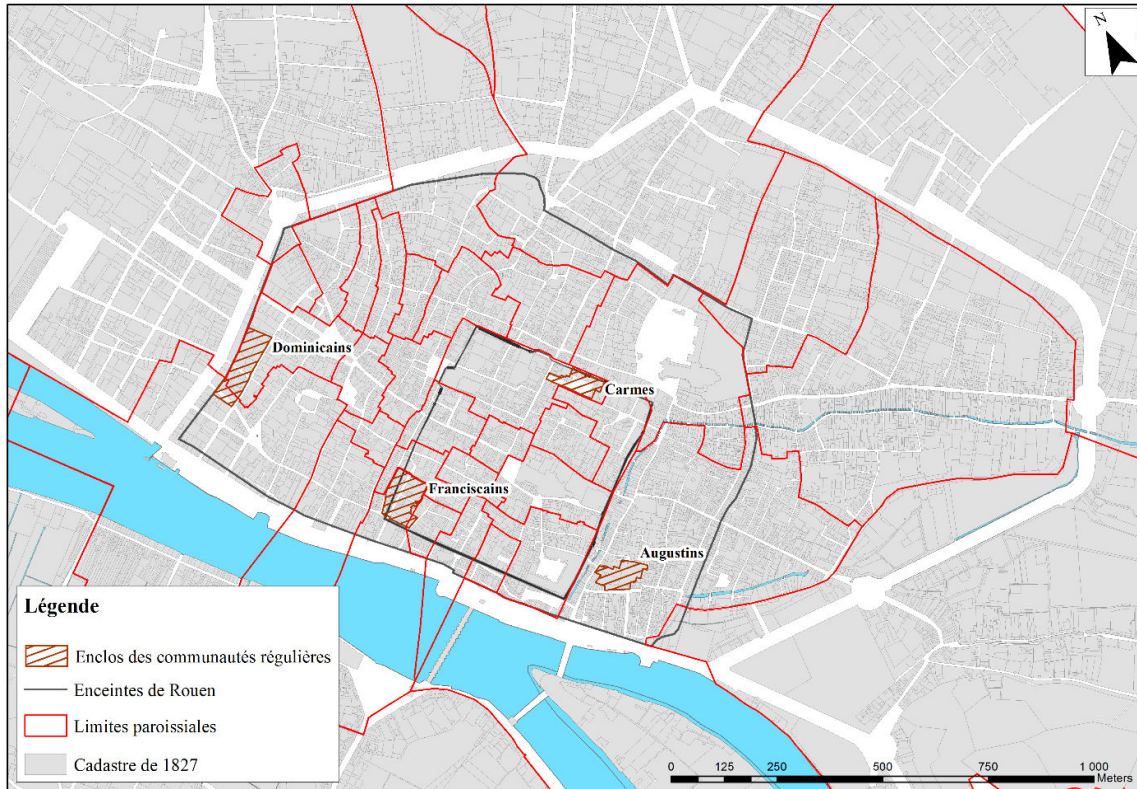 N
Dominicains
Carmes
Franciscains
Augustins
Légende
Enclos des communautés régulières
Enceintes de Rouen
Limites paroissiales
Cadastre de 1827
0 125 250 500 750 1 000
Meters